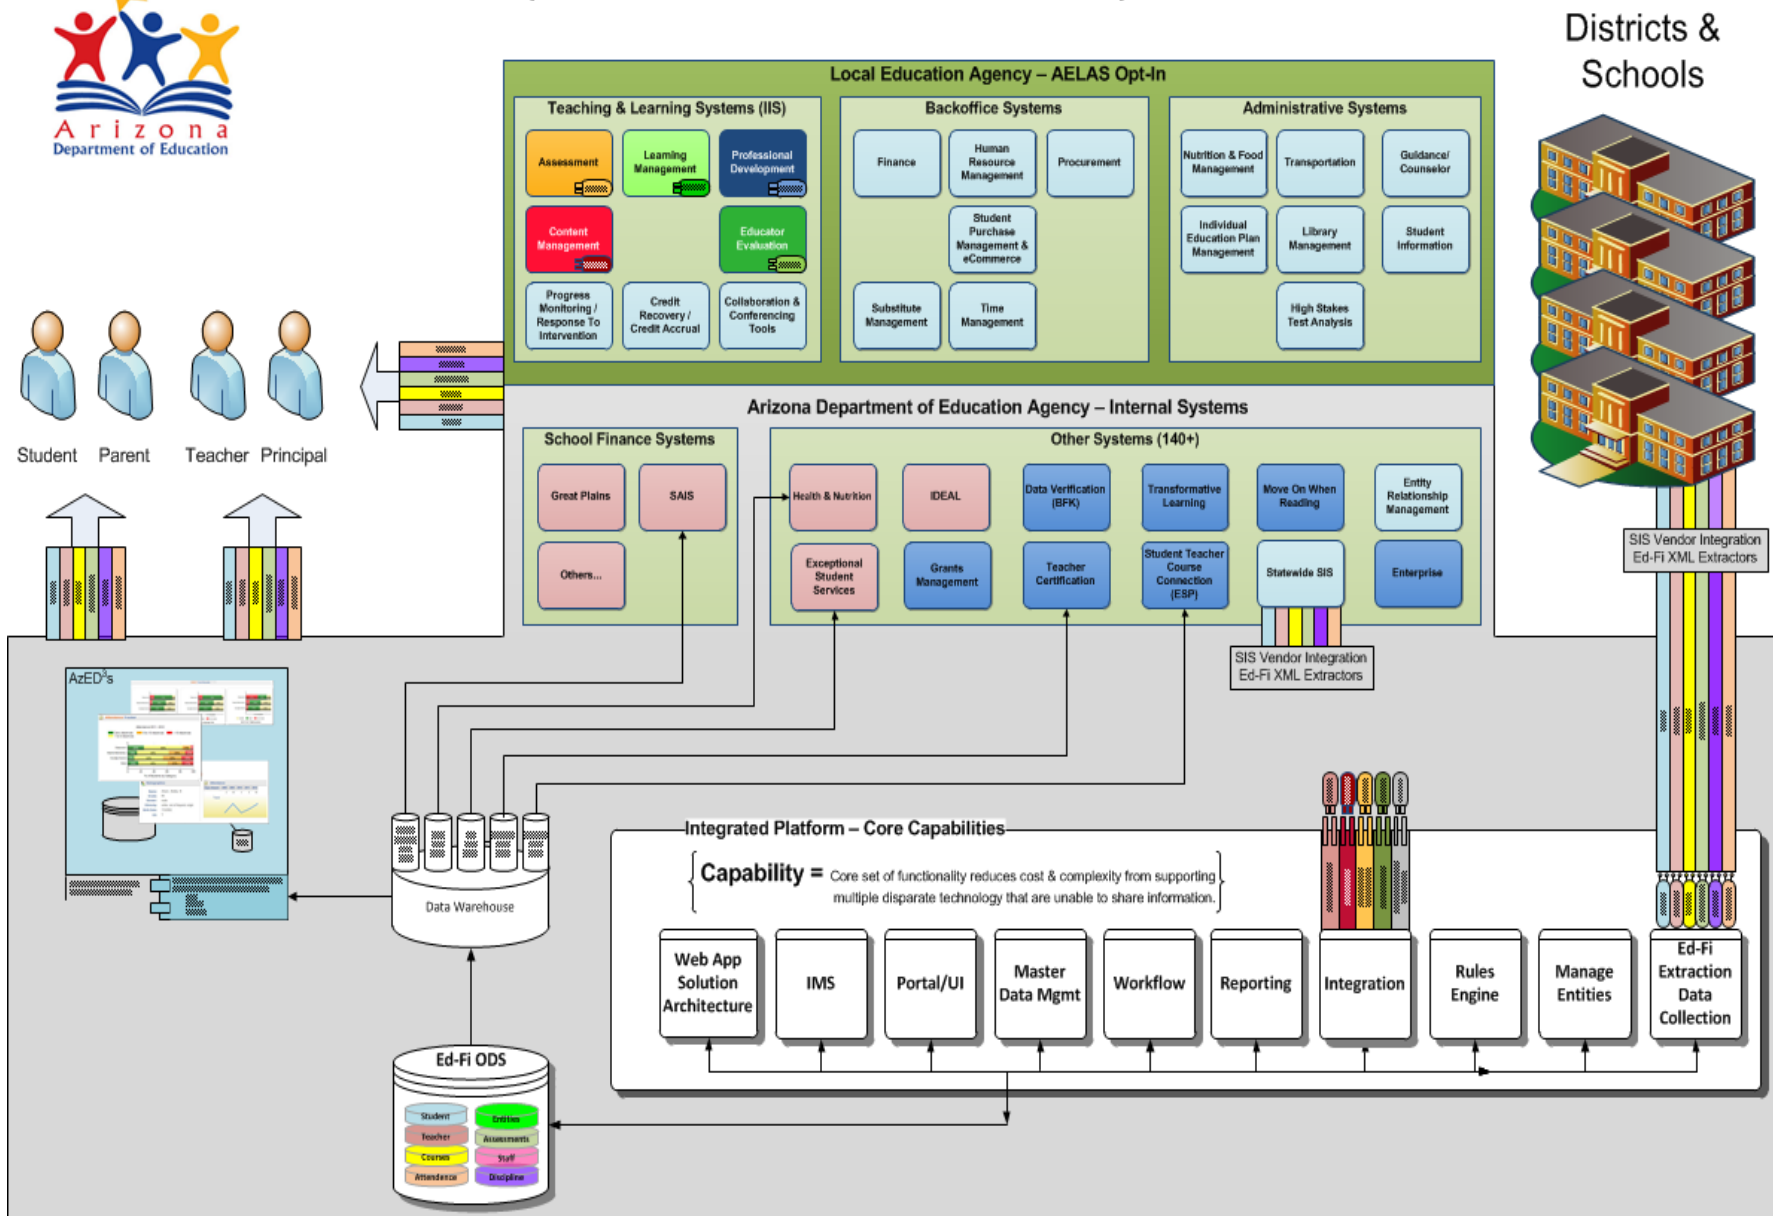 Arizona
Department of Education
Districts &
Schools
Local Education Agency – AELAS Opt-In
Teaching & Learning Systems (IIS)
Assessment
Learning
Management
Professional
Development
Content
Management
Educator
Evaluation
Progress
Monitoring /
Response To
Intervention
Credit
Recovery /
Credit Accrual
Collaboration &
Conferencing
Tools
Backoffice Systems
Finance
Human
Resource
Management
Procurement
Student
Purchase
Management &
eCommerce
Substitute
Management
Time
Management
Administrative Systems
Nutrition & Food
Management
Transportation
Guidance/
Counselor
Individual
Education Plan
Management
Library
Management
Student
Information
High Stakes
Test Analysis
Student
Parent
Teacher
Principal
Arizona Department of Education Agency – Internal Systems
School Finance Systems
Great Plains
SAIS
Others...
Other Systems (140+)
Health & Nutrition
IDEAL
Data Verification
(BFK)
Transformative
Learning
Move On When
Reading
Entity
Relationship
Management
Exceptional
Student
Services
Grants
Management
Teacher
Certification
Student Teacher
Course
Connection
(ESP)
Statewide SIS
Enterprise
SIS Vendor Integration
Ed-Fi XML Extractors
SIS Vendor Integration
Ed-Fi XML Extractors
AzED³s
Data Warehouse
Integrated Platform – Core Capabilities
Capability = Core set of functionality reduces cost & complexity from supporting
multiple disparate technology that are unable to share information.
Web App
Solution
Architecture
IMS
Portal/UI
Master
Data Mgmt
Workflow
Reporting
Integration
Rules
Engine
Manage
Entities
Ed-Fi
Extraction
Data
Collection
Ed-Fi ODS
Student
Entities
Teacher
Assessments
Courses
Staff
Attendence
Discipline